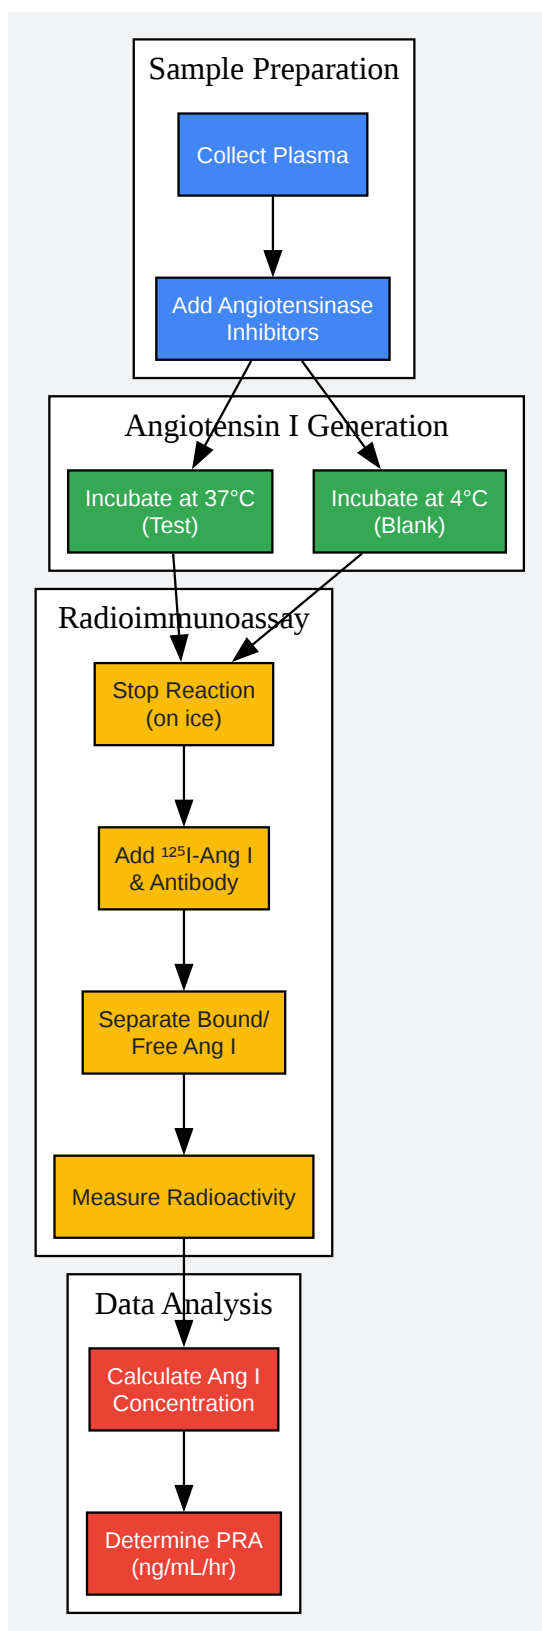 Sample Preparation
Collect Plasma
Add Angiotensinase
Inhibitors
Angiotensin I Generation
Incubate at 37°C
(Test)
Incubate at 4°C
(Blank)
Radioimmunoassay
Stop Reaction
(on ice)
Add ¹²⁵I-Ang I
& Antibody
Separate Bound/
Free Ang I
Measure Radioactivity
Data Analysis
Calculate Ang I
Concentration
Determine PRA
(ng/mL/hr)